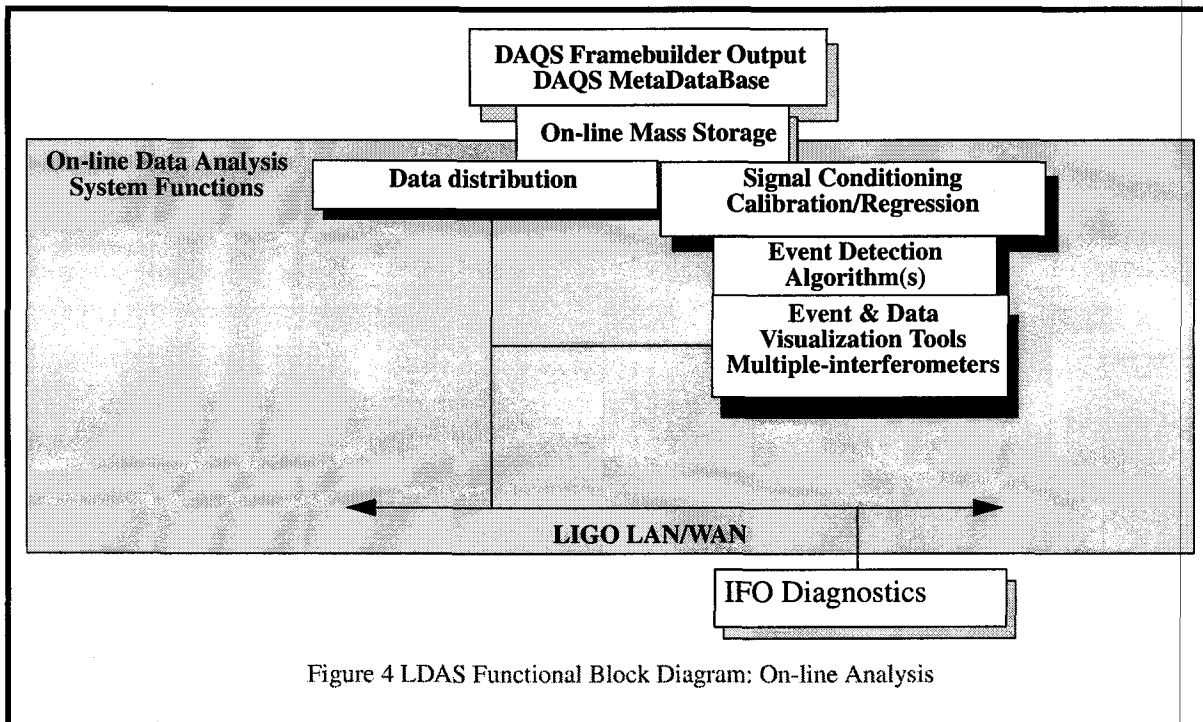 DAQS Framebuilder Output
DAQS MetaDataBase
On-line Mass Storage
On-line Data Analysis
System Functions
Data distribution
Signal Conditioning
Calibration/Regression
Event Detection
Algorithm(s)
Event & Data
Visualization Tools
Multiple-interferometers
LIGO LAN/WAN
IFO Diagnostics
Figure 4 LDAS Functional Block Diagram: On-line Analysis